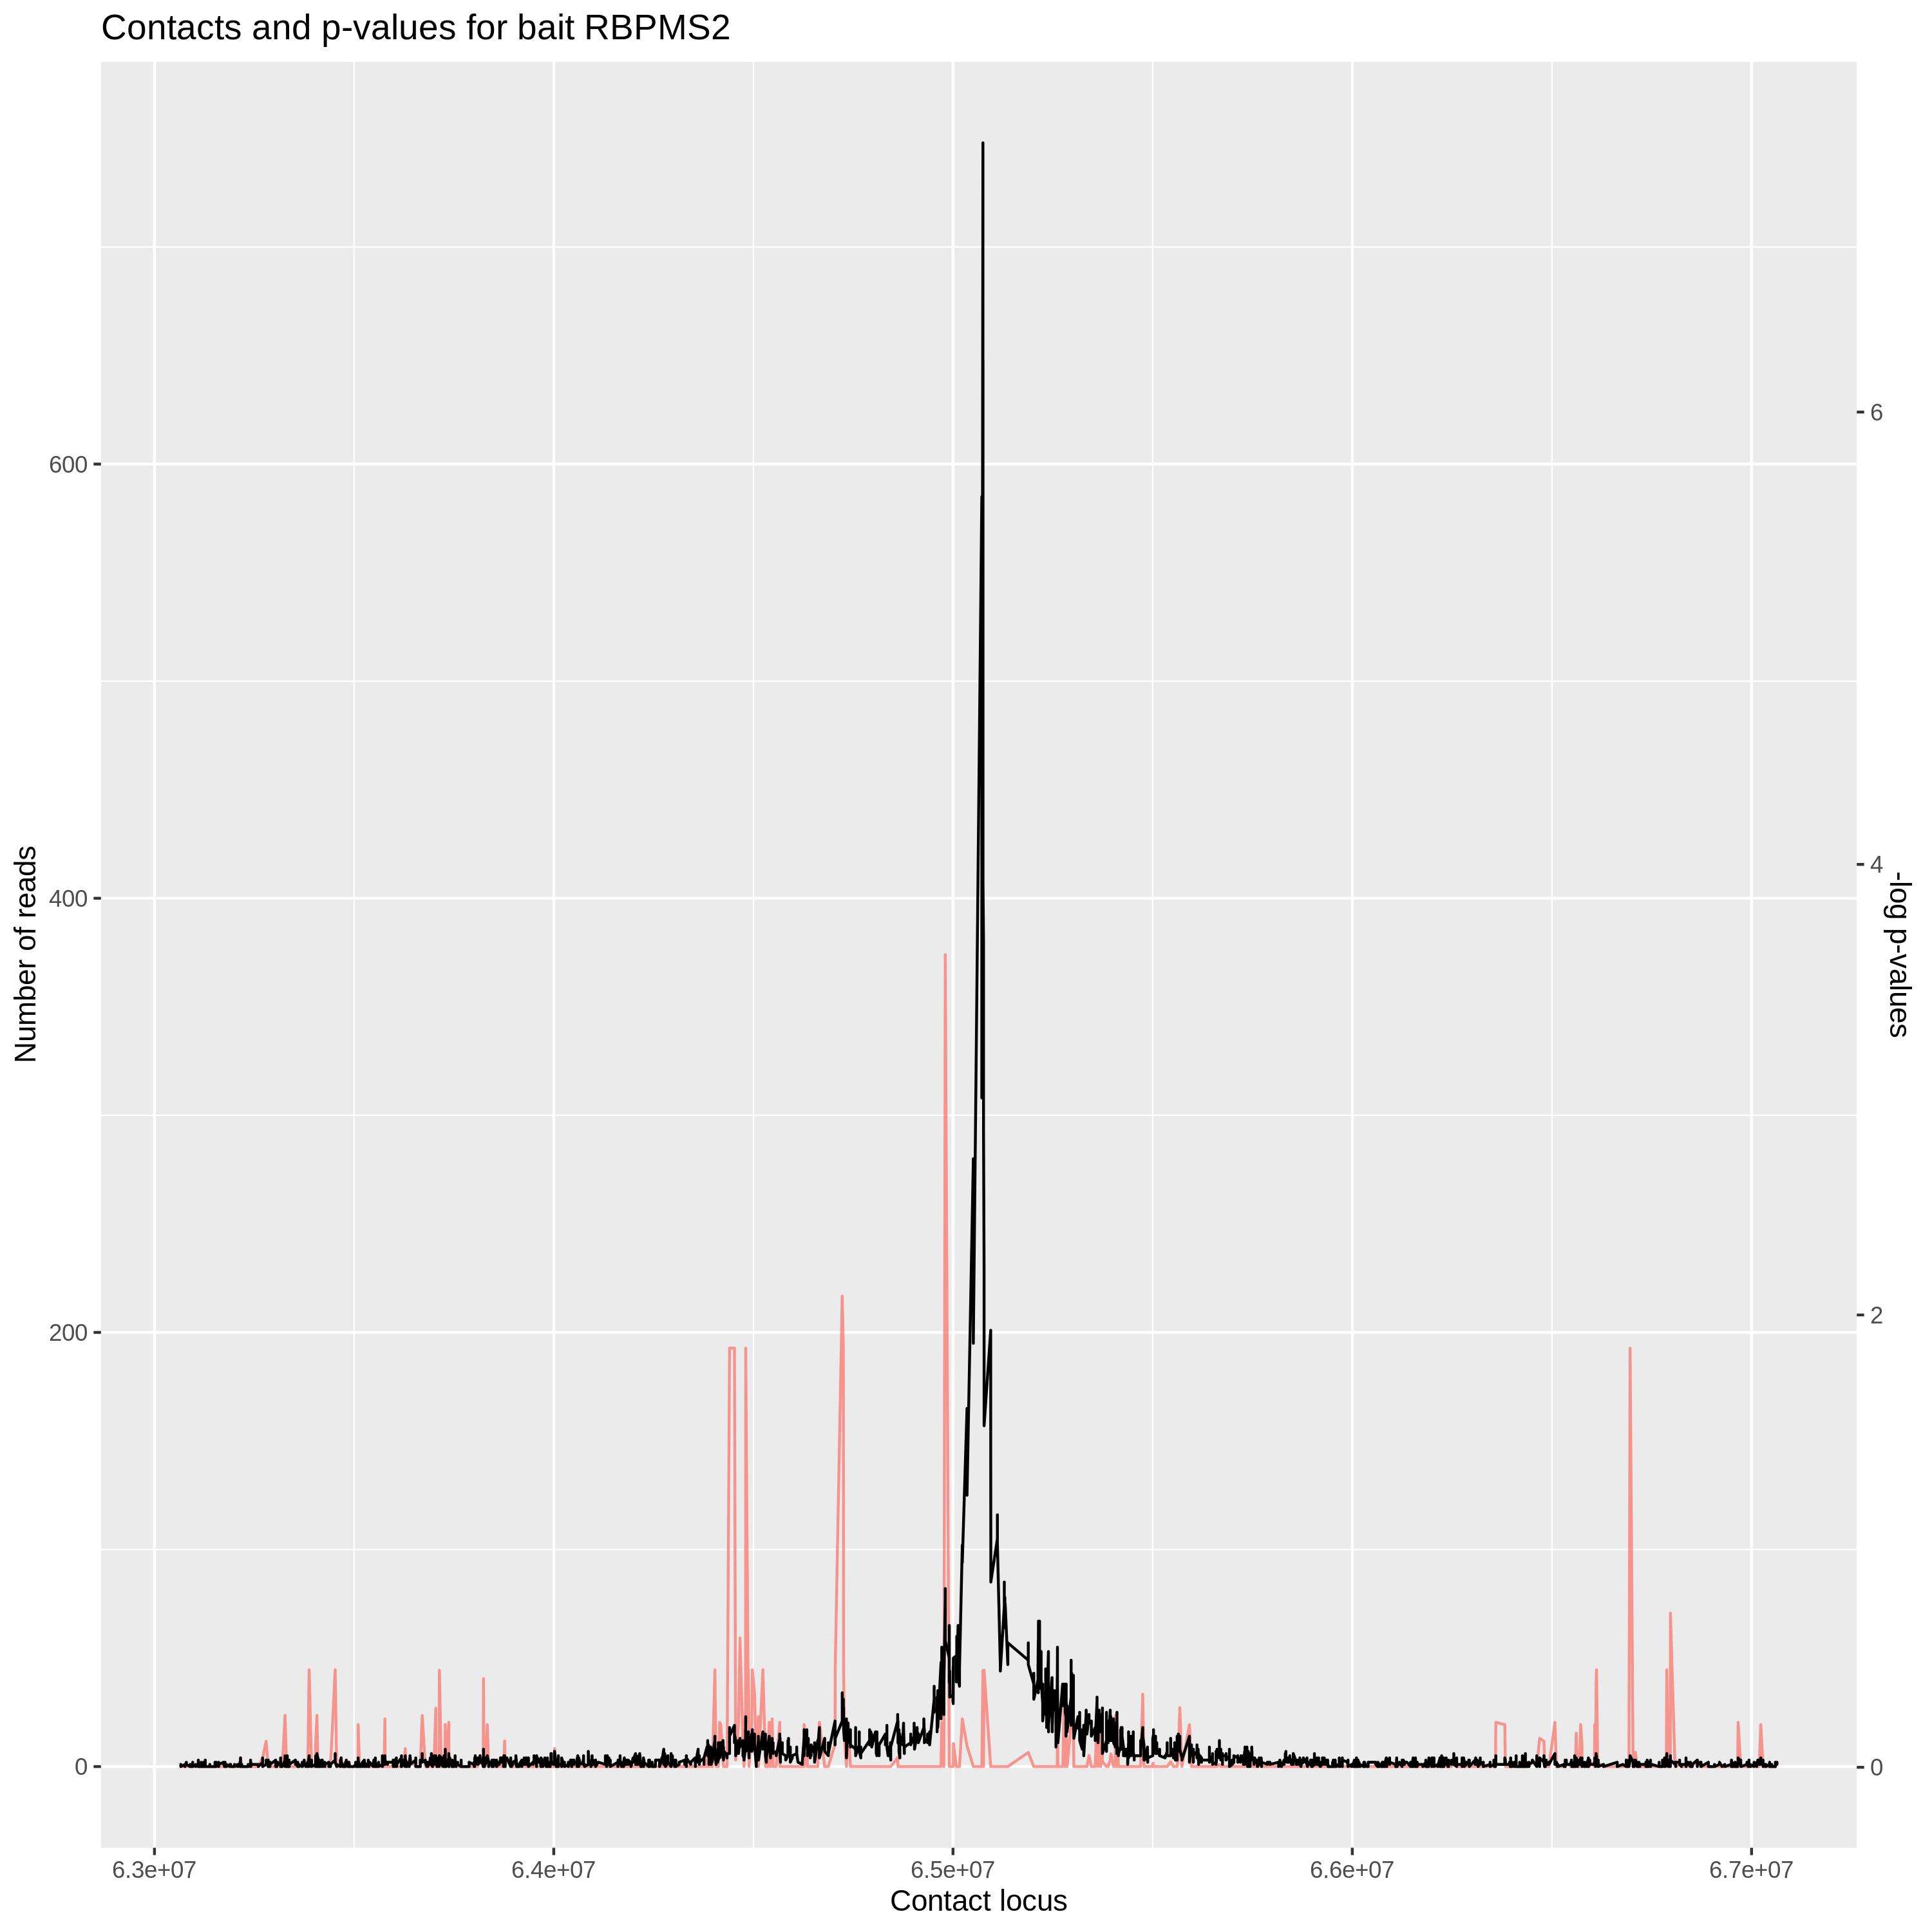 Contacts and p-values for bait RBPMS2
600
400
200
0
6
4
2
0
Number of reads
-log p-values
6.3e+07 6.4e+07 6.5e+07 6.6e+07 6.7e+07
Contact locus